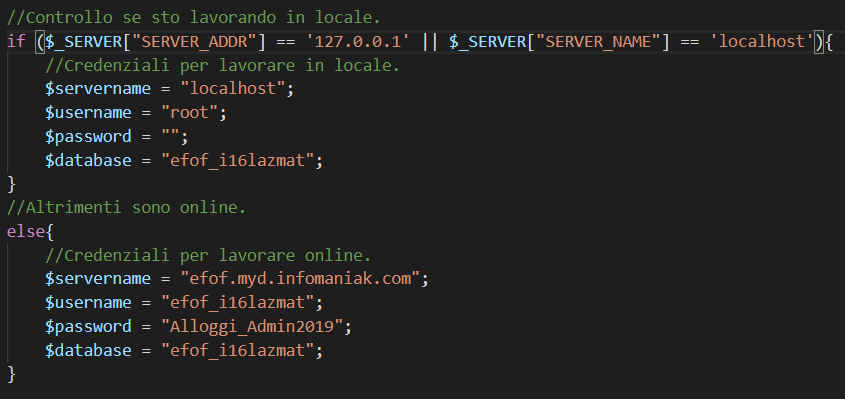 //Controllo se sto lavorando in locale.
if ($_SERVER["SERVER_ADDR"] == '127.0.0.1' || $_SERVER["SERVER_NAME"] == 'localhost'){
    //Credenziali per lavorare in locale.
    $servername = "localhost";
    $username = "root";
    $password = "";
    $database = "efof_i16lazmat";
}
//Altrimenti sono online.
else{
    //Credenziali per lavorare online.
    $servername = "efof.myd.infomaniak.com";
    $username = "efof_i16lazmat";
    $password = "Alloggi_Admin2019";
    $database = "efof_i16lazmat";
}